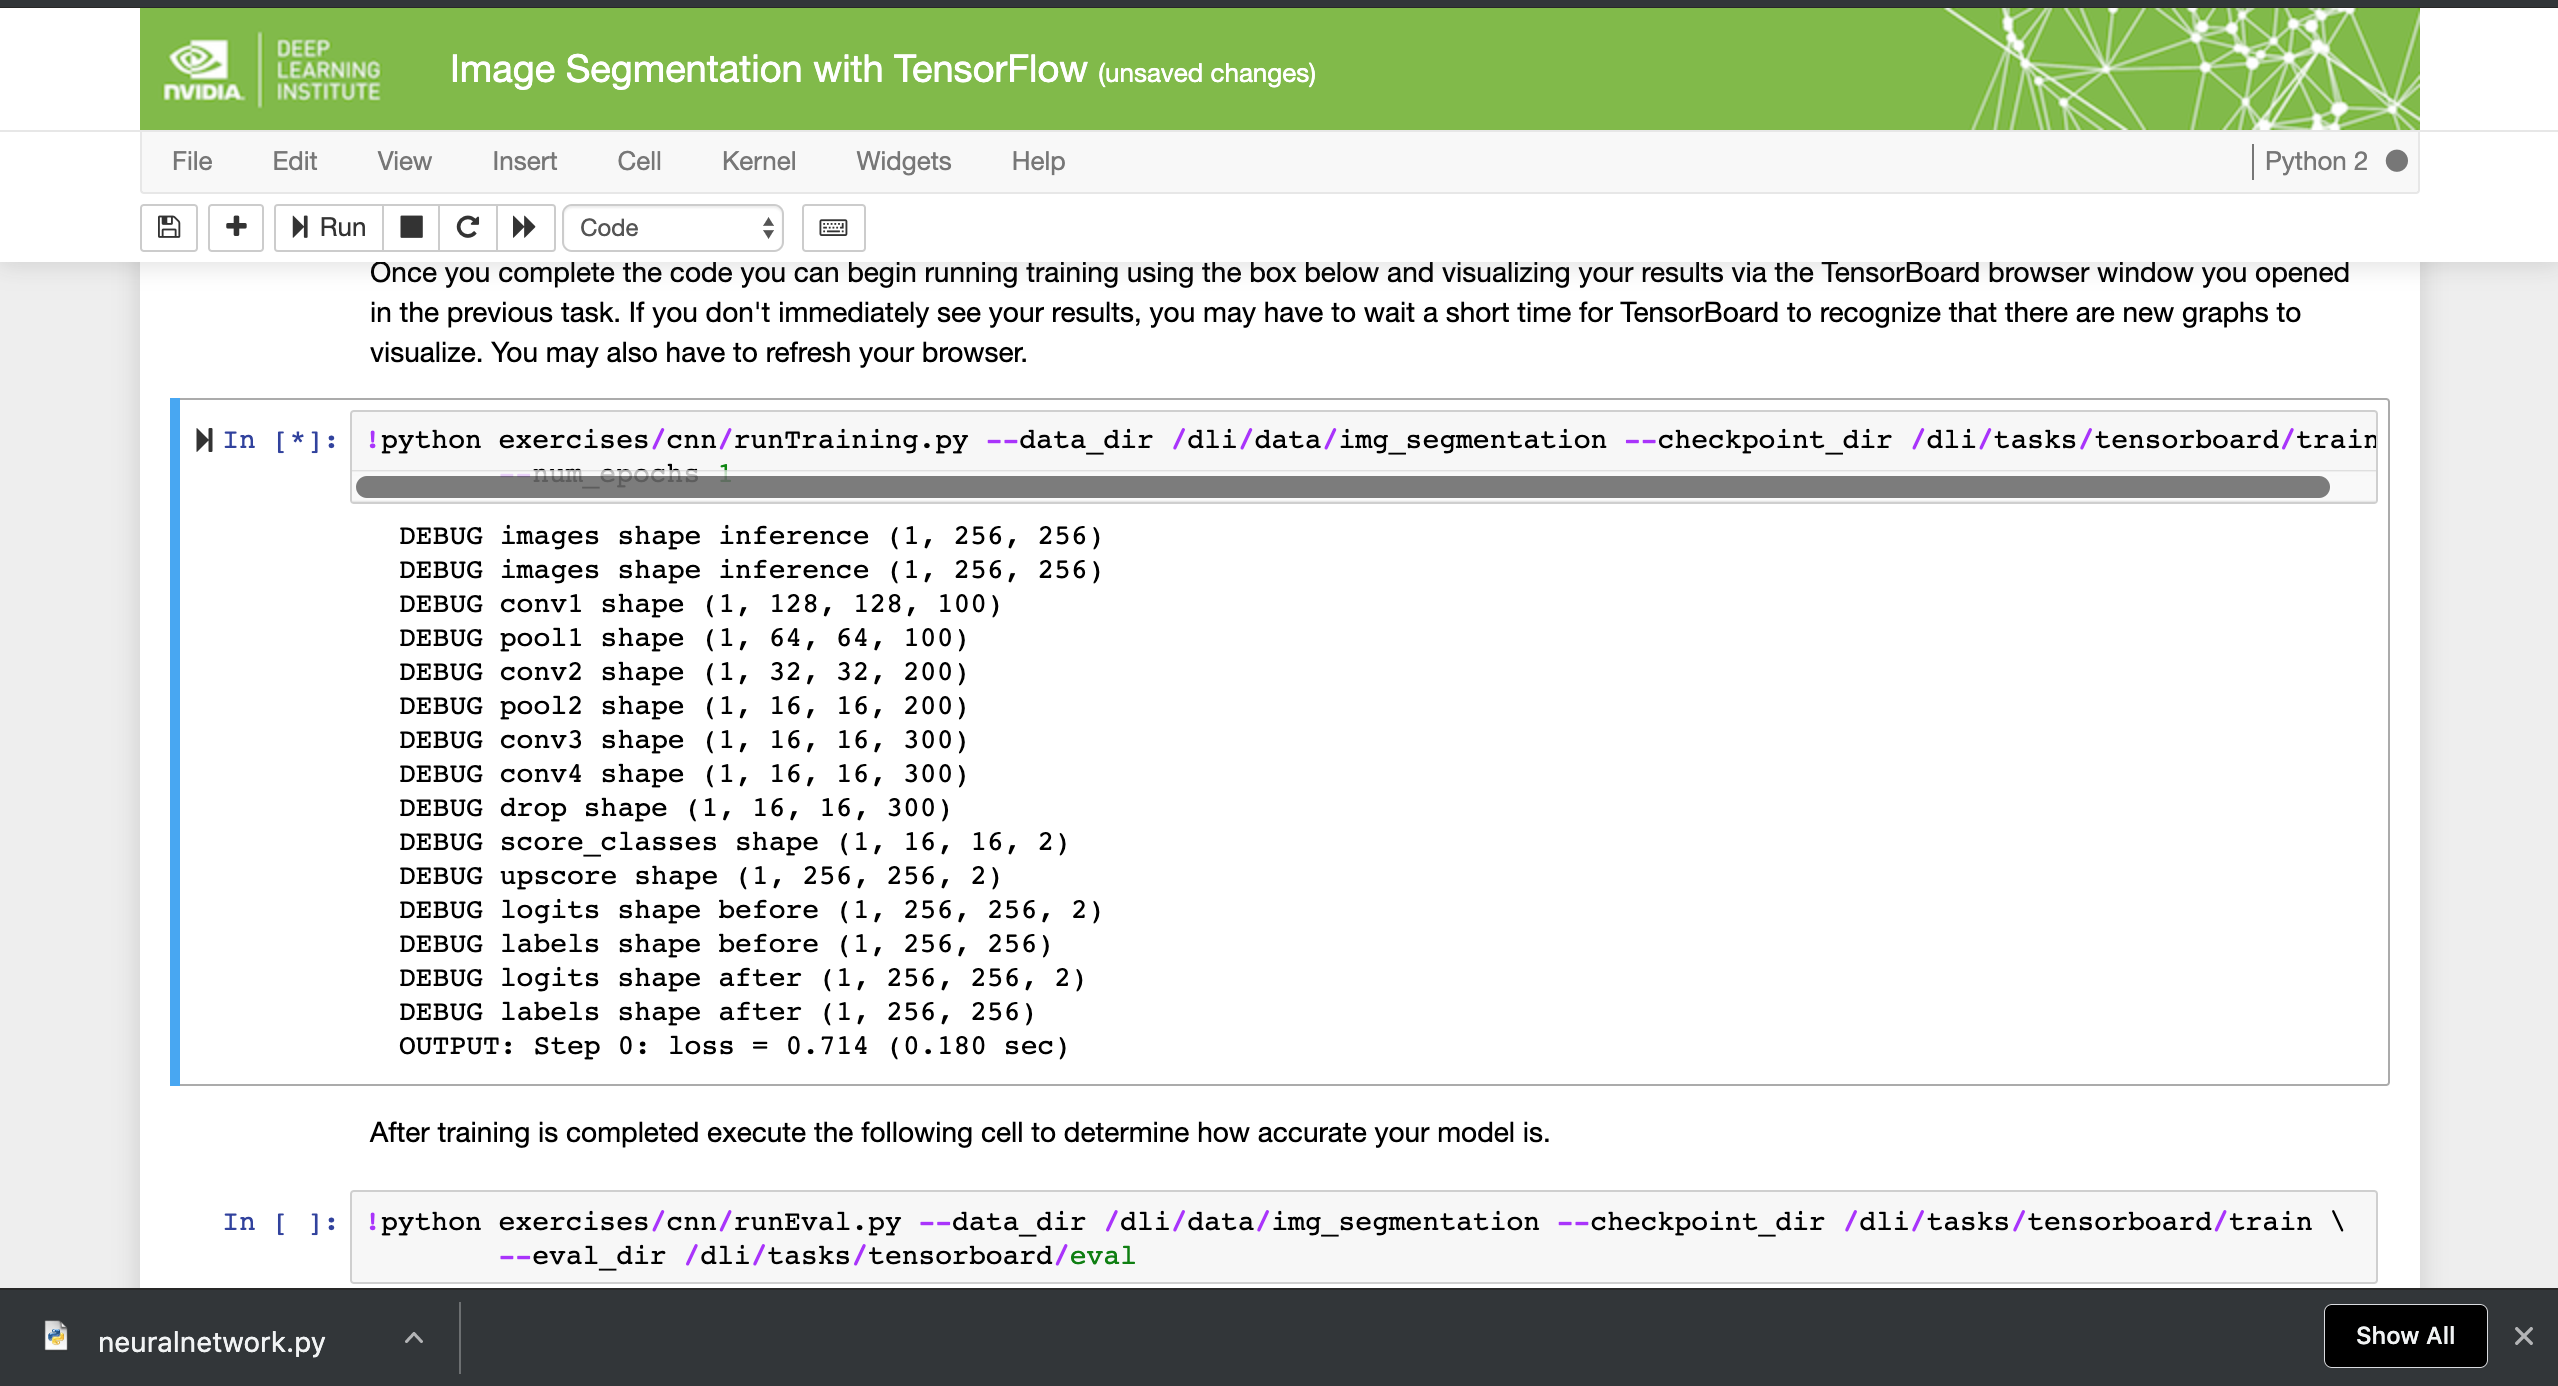 NVIDIA.
DEEP
LEARNING
INSTITUTE
Image Segmentation with TensorFlow (unsaved changes)
File Edit View Insert Cell Kernel Widgets Help Python 2
Run Code
Once you complete the code you can begin running training using the box below and visualizing your results via the TensorBoard browser window you opened
in the previous task. If you don't immediately see your results, you may have to wait a short time for TensorBoard to recognize that there are new graphs to
visualize. You may also have to refresh your browser.
In [*]: !python exercises/cnn/runTraining.py --data_dir /dli/data/img_segmentation --checkpoint_dir /dli/tasks/tensorboard/train
--num_epochs 1
DEBUG images shape inference (1, 256, 256)
DEBUG images shape inference (1, 256, 256)
DEBUG conv1 shape (1, 128, 128, 100)
DEBUG pool1 shape (1, 64, 64, 100)
DEBUG conv2 shape (1, 32, 32, 200)
DEBUG pool2 shape (1, 16, 16, 200)
DEBUG conv3 shape (1, 16, 16, 300)
DEBUG conv4 shape (1, 16, 16, 300)
DEBUG drop shape (1, 16, 16, 300)
DEBUG score_classes shape (1, 16, 16, 2)
DEBUG upscore shape (1, 256, 256, 2)
DEBUG logits shape before (1, 256, 256, 2)
DEBUG labels shape before (1, 256, 256)
DEBUG logits shape after (1, 256, 256, 2)
DEBUG labels shape after (1, 256, 256)
OUTPUT: Step 0: loss = 0.714 (0.180 sec)
After training is completed execute the following cell to determine how accurate your model is.
In [ ]: !python exercises/cnn/runEval.py --data_dir /dli/data/img_segmentation --checkpoint_dir /dli/tasks/tensorboard/train \
--eval_dir /dli/tasks/tensorboard/eval
neuralnetwork.py Show All